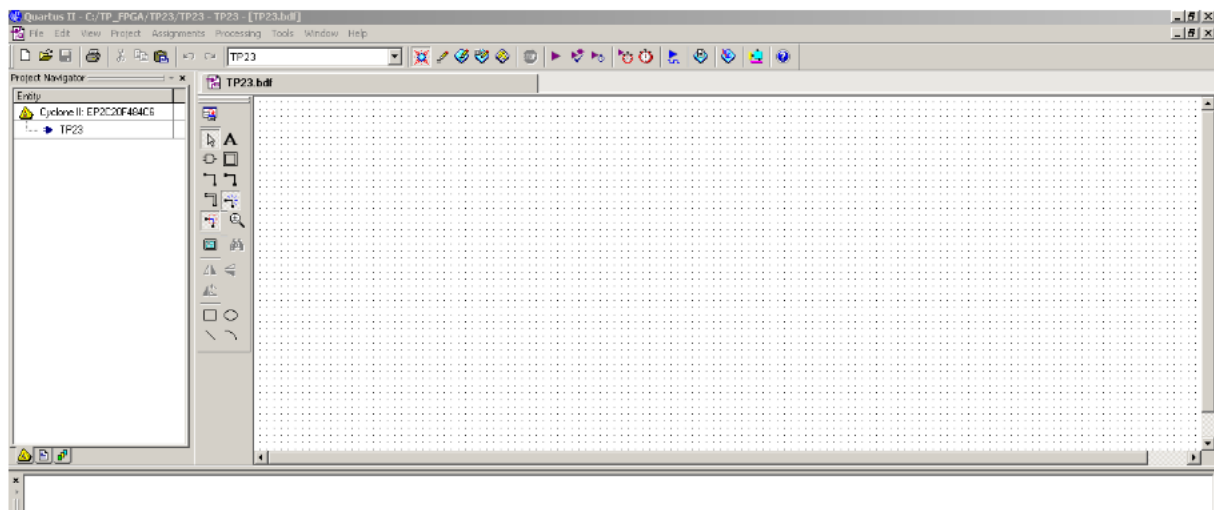 Quartus II - C:/TP_FPGA/TP23/TP23 - TP23 - [TP23.bdf]
File Edit View Project Assignments Processing Tools Window Help
TP23
Project Navigator
TP23.bdf
Entity
Cyclone II: EP2C20F484C6
TP23
A